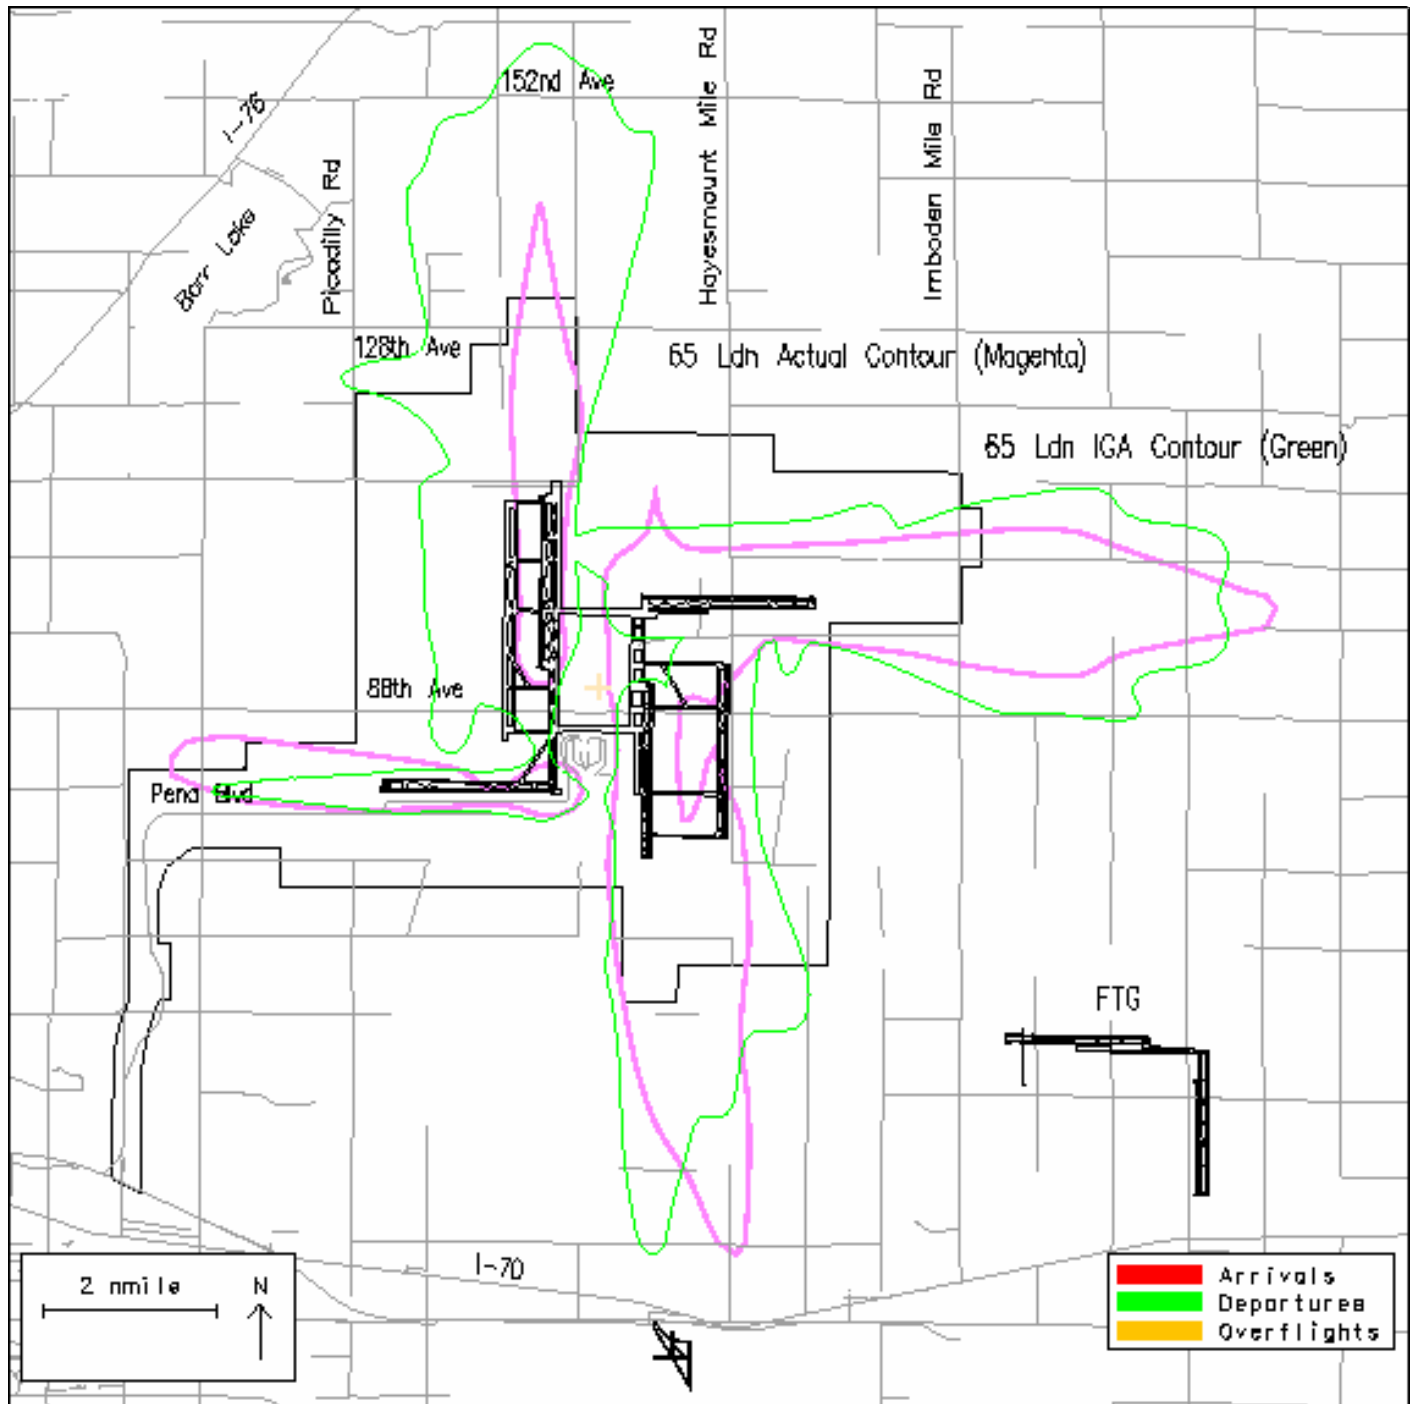 152nd Ave
I-76
Hayesmount Mile Rd
Imboden Mile Rd
Picadilly Rd
Barr Lake
128th Ave
65 Ldn Actual Contour (Magenta)
65 Ldn IGA Contour (Green)
88th Ave
Pena Blvd
FTG
I-70
2 nmile
N
Arrivals
Departures
Overflights